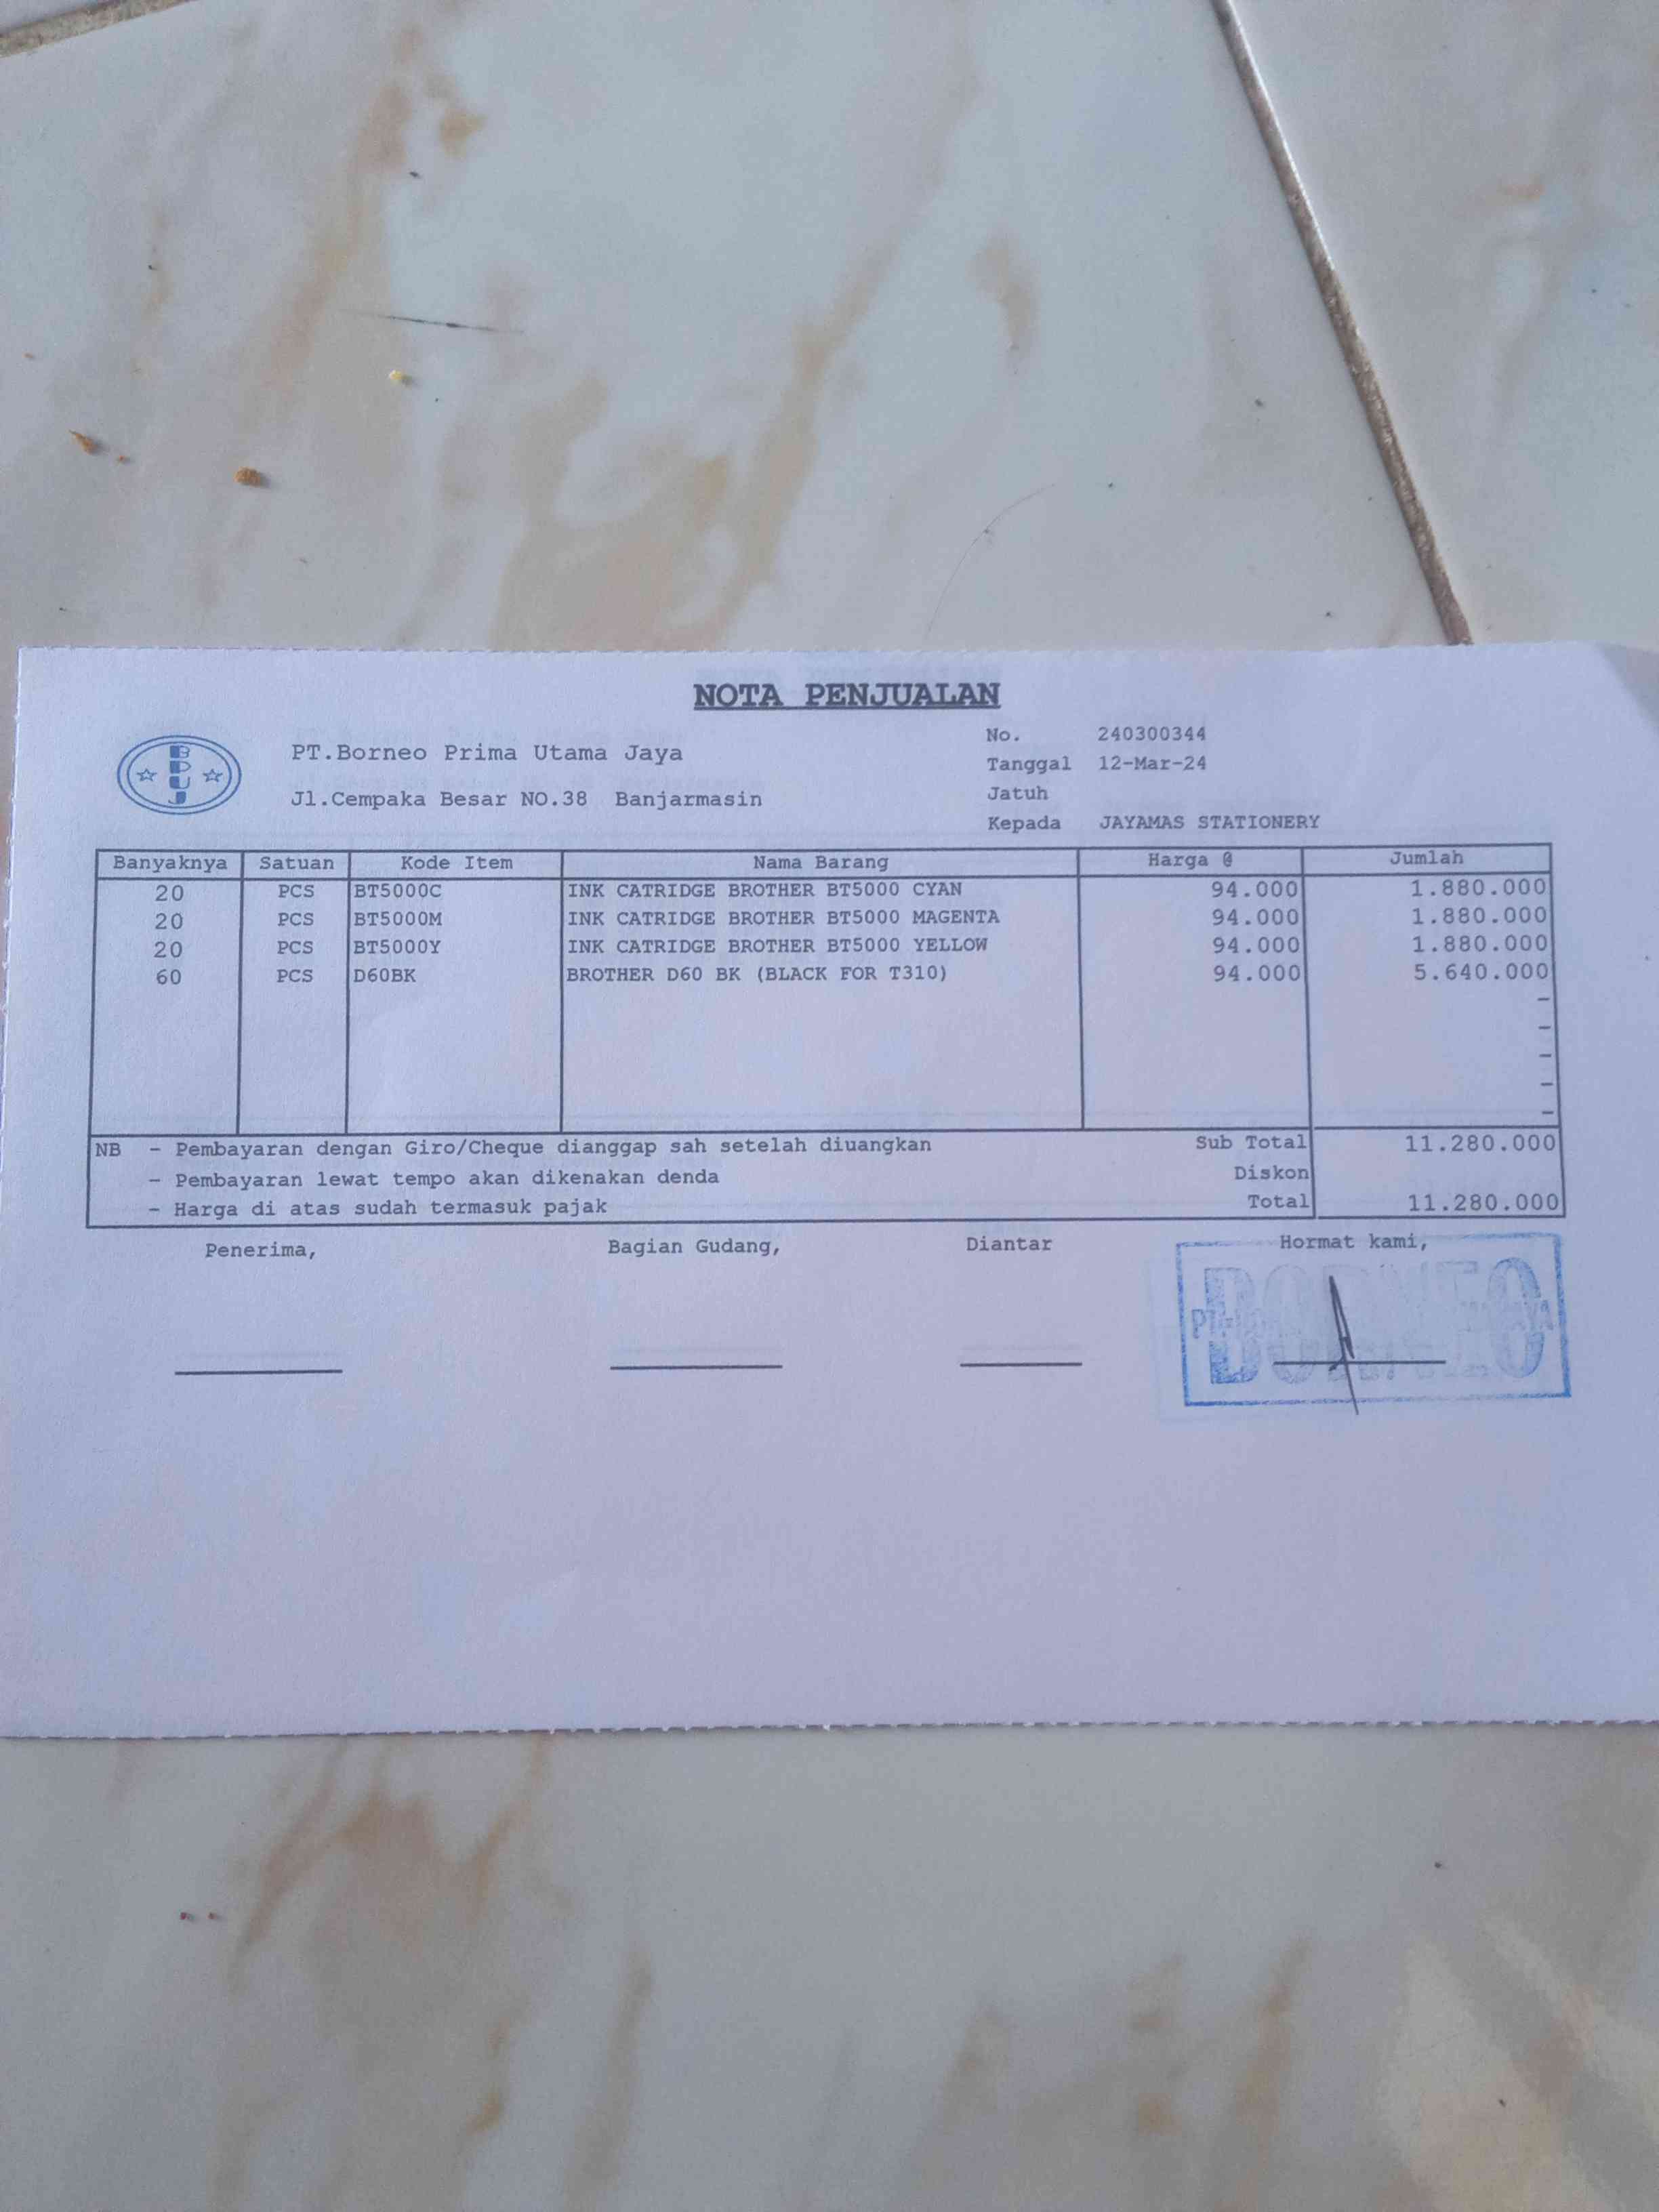 NOTA PENJUALAN
BPUJ
PT.Borneo Prima Utama Jaya
Jl.Cempaka Besar NO.38 Banjarmasin
No. 240300344
Tanggal 12-Mar-24
Jatuh
Kepada JAYAMAS STATIONERY
Banyaknya Satuan Kode Item Nama Barang Harga @ Jumlah
20 PCS BT5000C INK CATRIDGE BROTHER BT5000 CYAN 94.000 1.880.000
20 PCS BT5000M INK CATRIDGE BROTHER BT5000 MAGENTA 94.000 1.880.000
20 PCS BT5000Y INK CATRIDGE BROTHER BT5000 YELLOW 94.000 1.880.000
60 PCS D60BK BROTHER D60 BK (BLACK FOR T310) 94.000 5.640.000
-
-
-
-
-
NB - Pembayaran dengan Giro/Cheque dianggap sah setelah diuangkan Sub Total 11.280.000
- Pembayaran lewat tempo akan dikenakan denda Diskon
- Harga di atas sudah termasuk pajak Total 11.280.000
Penerima, Bagian Gudang, Diantar Hormat kami,